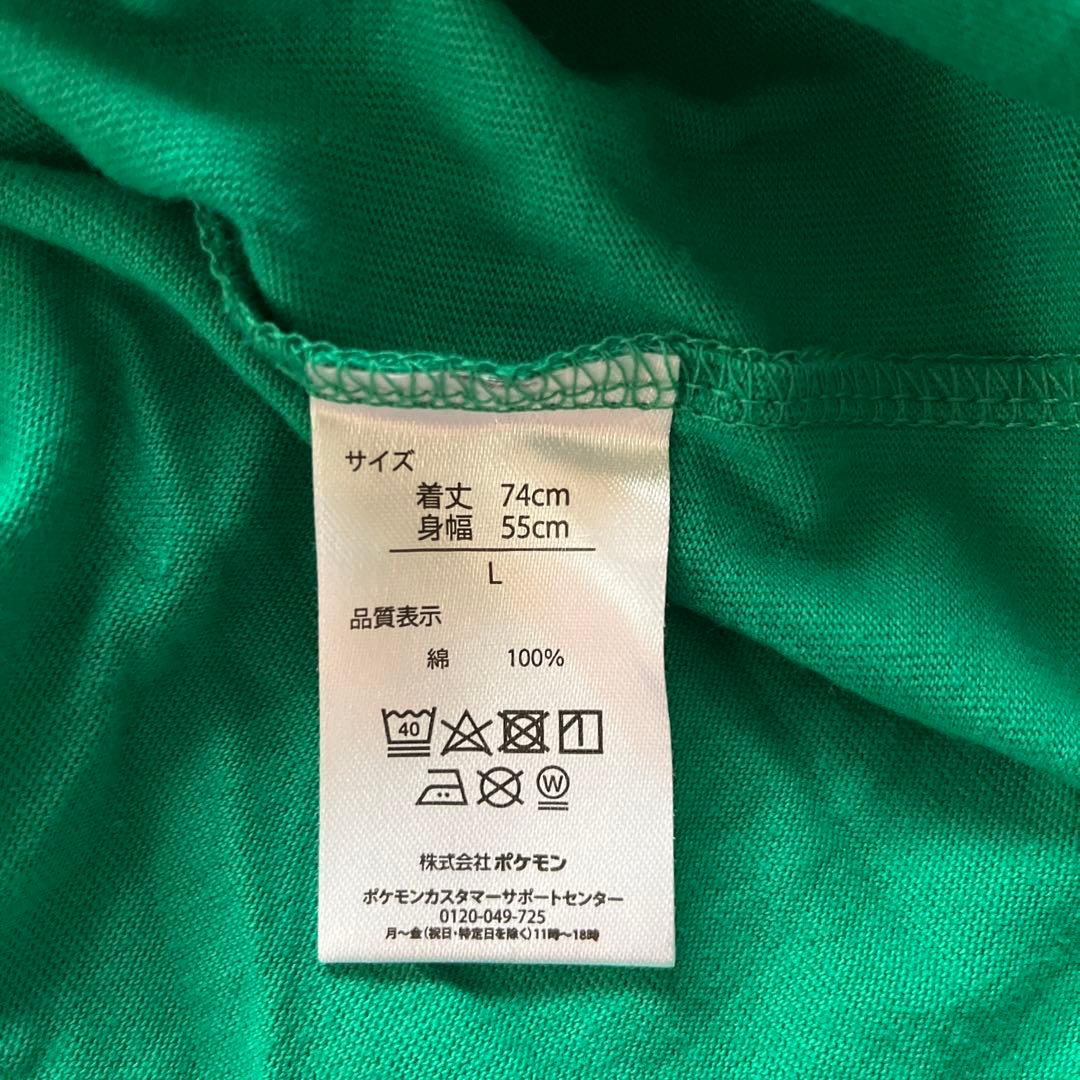 サイズ
着丈 74cm
身幅 55cm
L
品質表示
綿 100%
40
W
株式会社ポケモン
ポケモンカスタマーサポートセンター
0120-049-725
月〜金(祝日・特定日を除く)11時〜18時